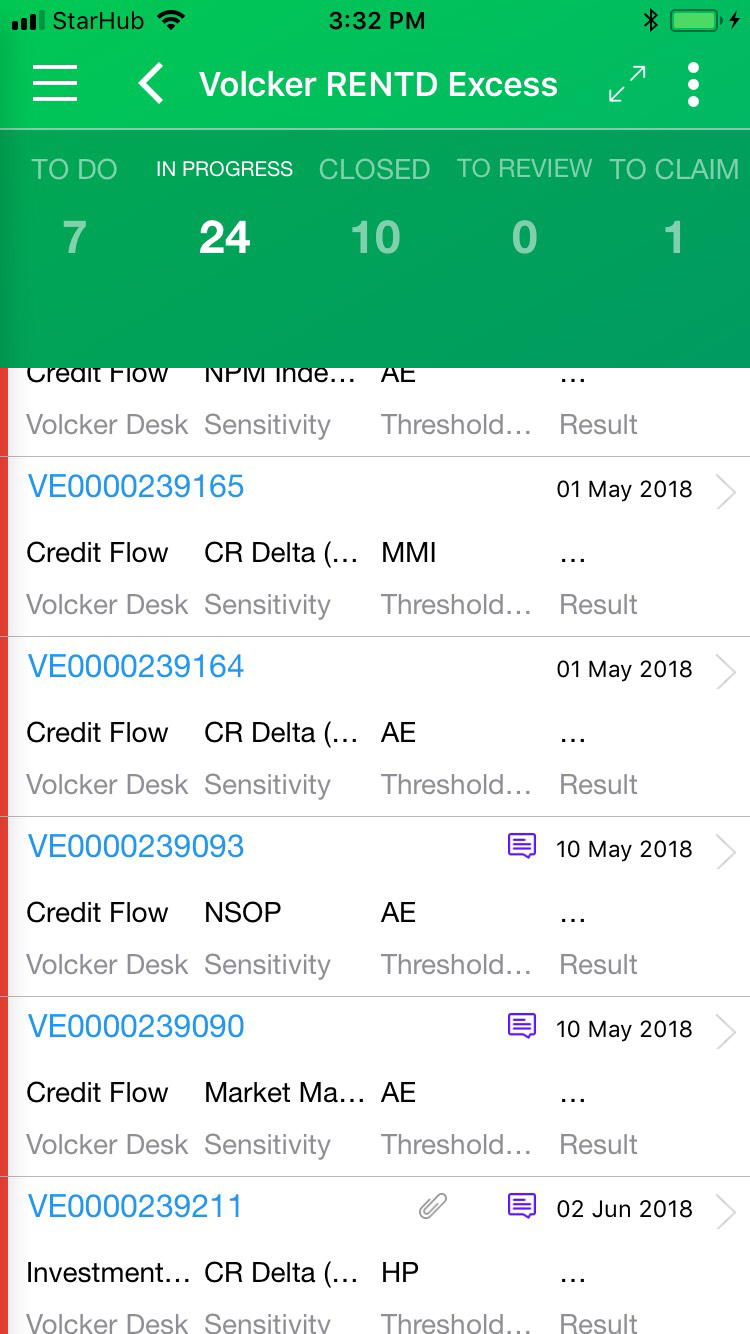 StarHub 3:32 PM
Volcker RENTD Excess
TO DO IN PROGRESS CLOSED TO REVIEW TO CLAIM
7 24 10 0 1
Credit Flow NPM Inde... AE ...
Volcker Desk Sensitivity Threshold... Result
VE0000239165 01 May 2018
Credit Flow CR Delta (... MMI ...
Volcker Desk Sensitivity Threshold... Result
VE0000239164 01 May 2018
Credit Flow CR Delta (... AE ...
Volcker Desk Sensitivity Threshold... Result
VE0000239093 10 May 2018
Credit Flow NSOP AE ...
Volcker Desk Sensitivity Threshold... Result
VE0000239090 10 May 2018
Credit Flow Market Ma... AE ...
Volcker Desk Sensitivity Threshold... Result
VE0000239211 02 Jun 2018
Investment... CR Delta (... HP ...
Volcker Desk Sensitivity Threshold... Result